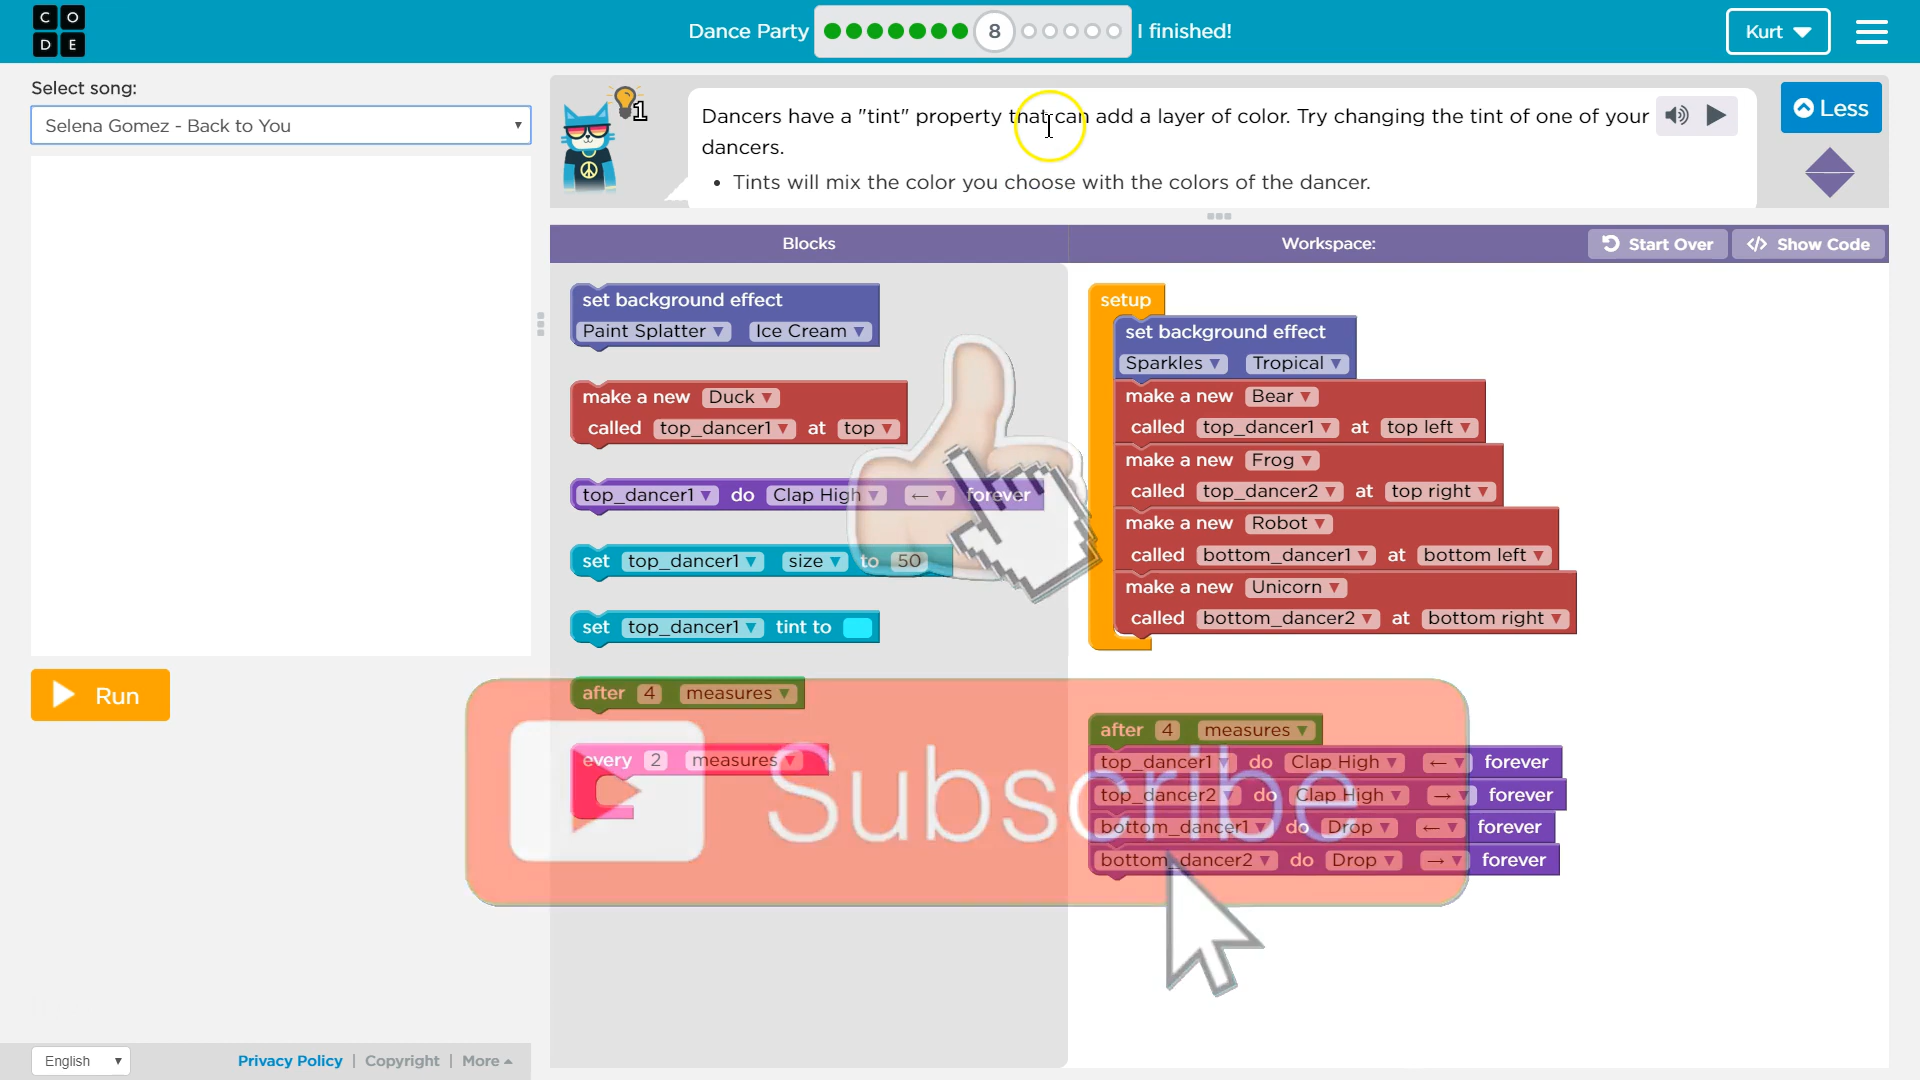 CO
DE
Dance Party
8
I finished!
Kurt
Select song:
Selena Gomez - Back to You
1
Dancers have a "tint" property that can add a layer of color. Try changing the tint of one of your
dancers.
• Tints will mix the color you choose with the colors of the dancer.
Less
Blocks
Workspace:
Start Over
</> Show Code
set background effect
Paint Splatter Ice Cream
make a new Duck
called top_dancer1 at top
top_dancer1 do Clap High ← forever
set top_dancer1 size to 50
set top_dancer1 tint to
after 4 measures
every 2 measures
setup
set background effect
Sparkles Tropical
make a new Bear
called top_dancer1 at top left
make a new Frog
called top_dancer2 at top right
make a new Robot
called bottom_dancer1 at bottom left
make a new Unicorn
called bottom_dancer2 at bottom right
after 4 measures
top_dancer1 do Clap High ← forever
top_dancer2 do Clap High → forever
bottom_dancer1 do Drop ← forever
bottom_dancer2 do Drop → forever
Subscribe
Run
English
Privacy Policy | Copyright | More